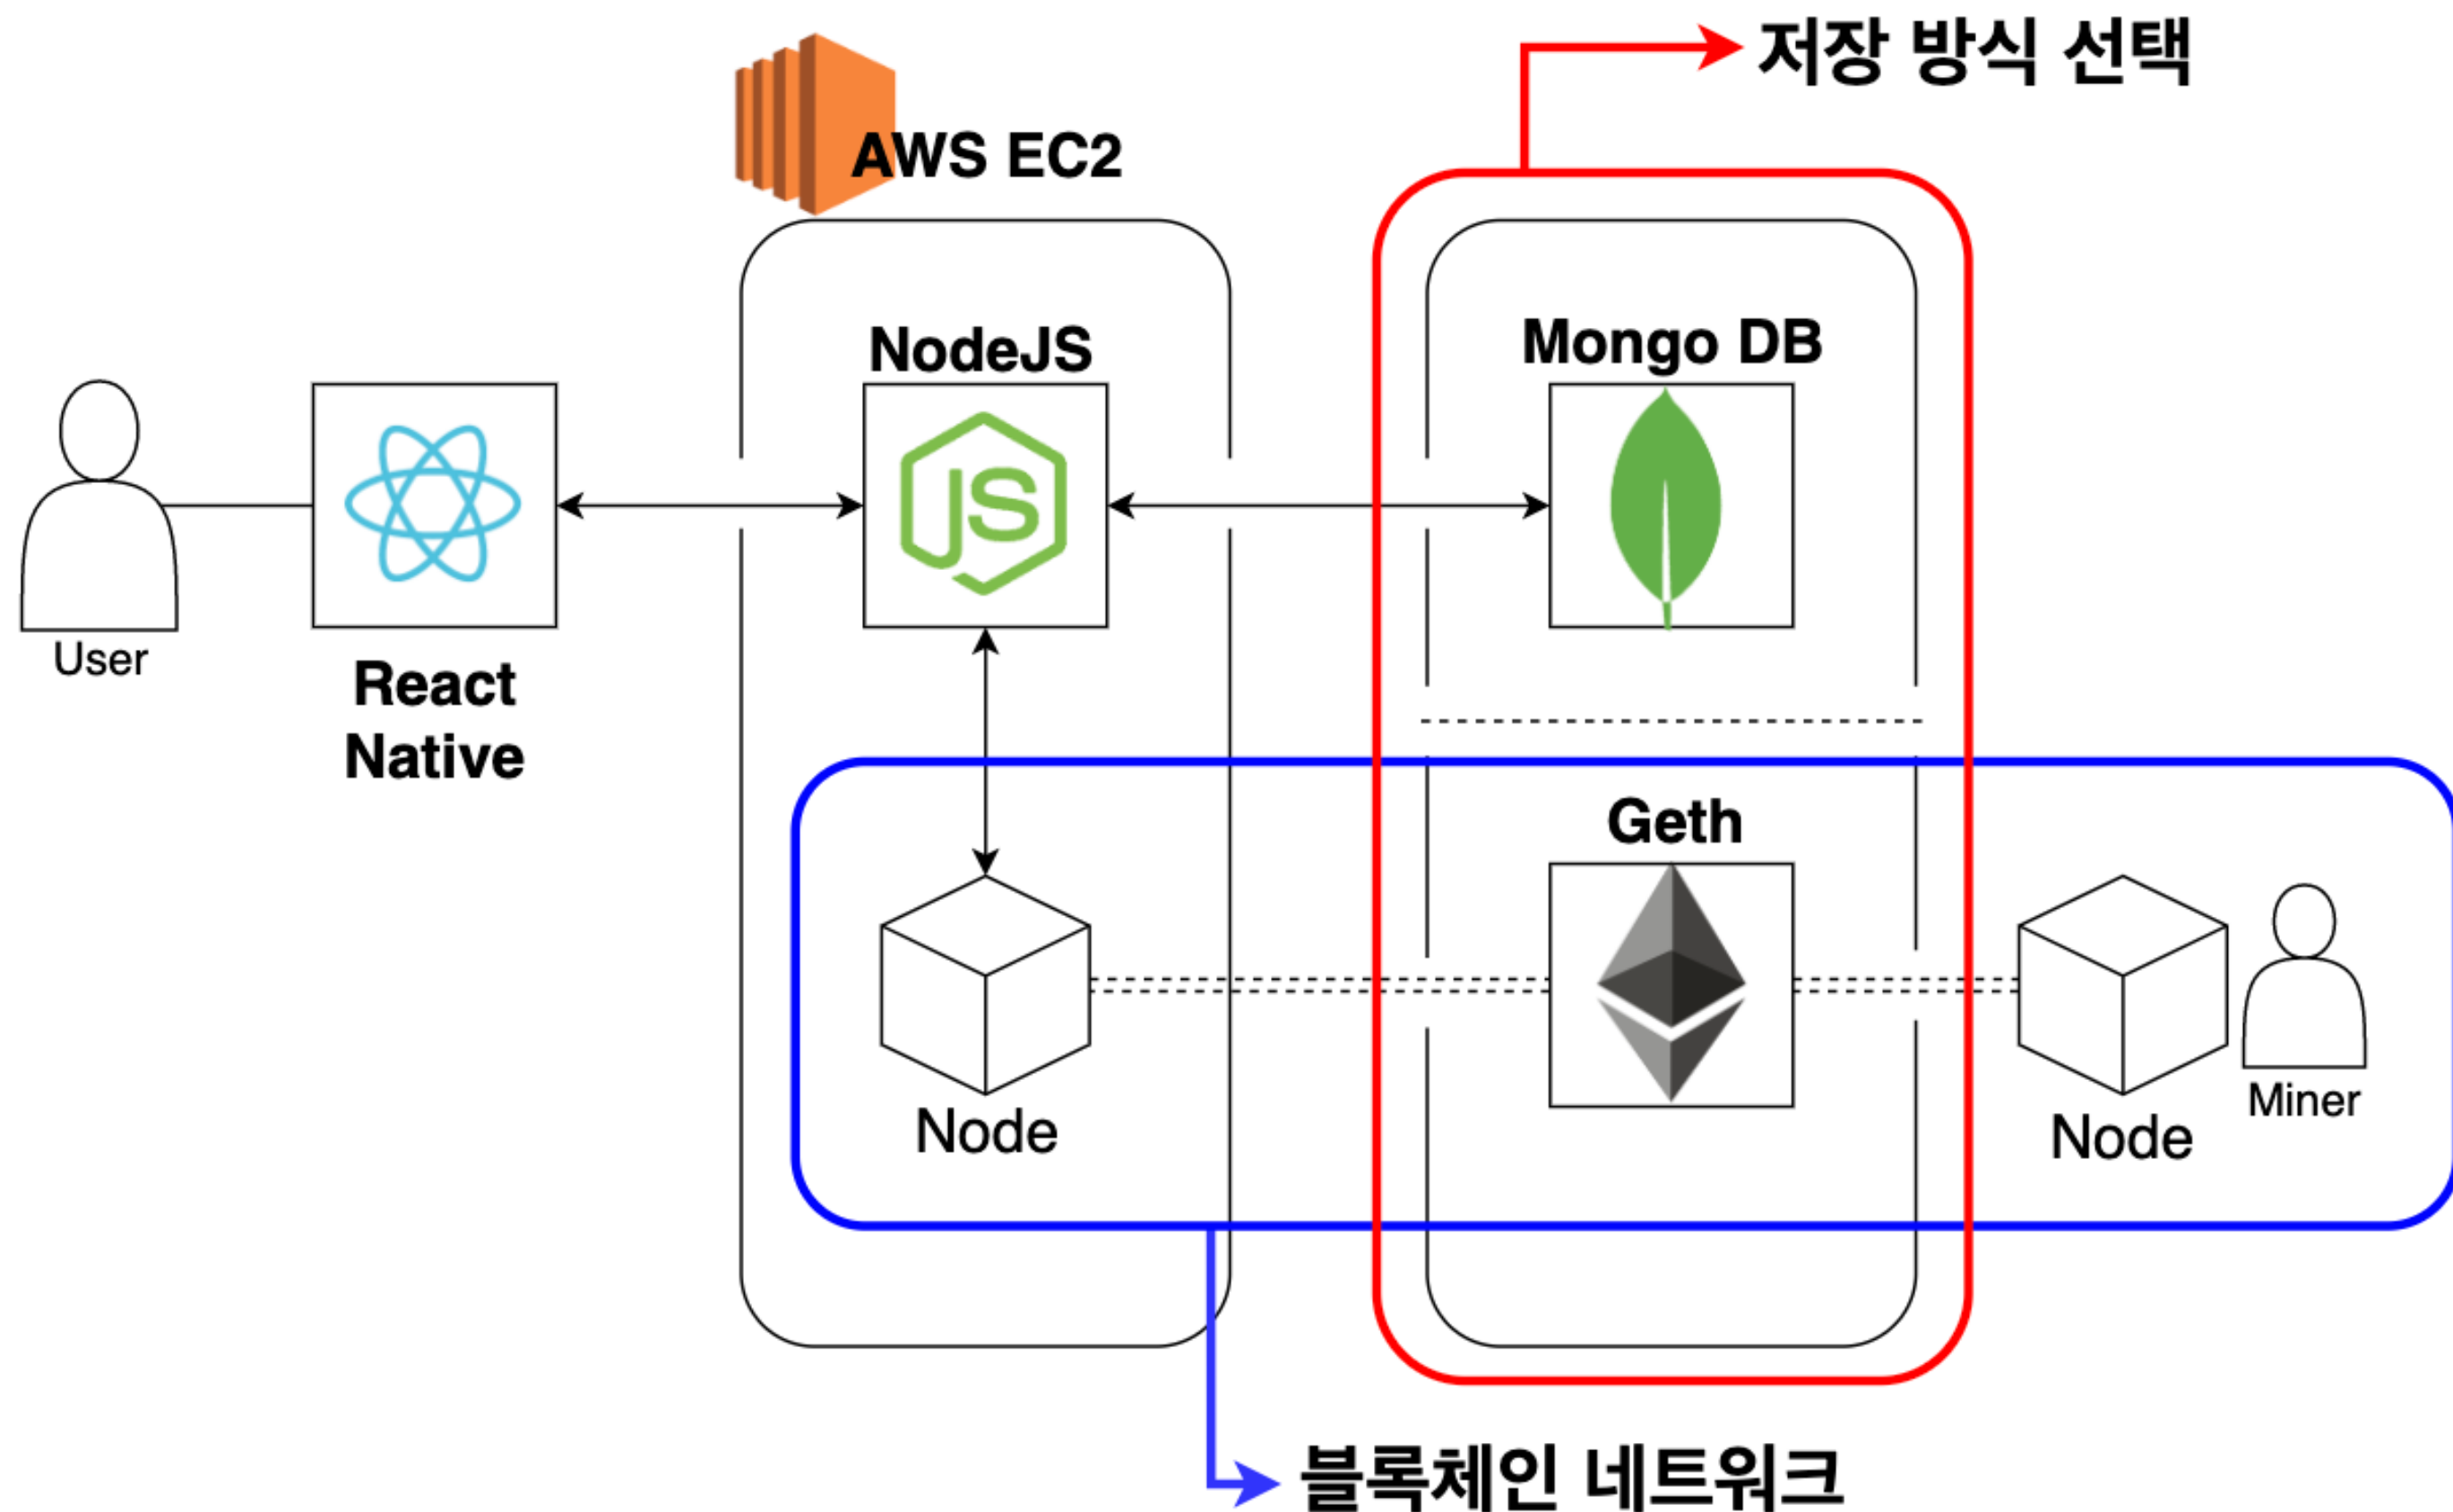 저장 방식 선택
AWS EC2
NodeJS
Mongo DB
JS
User
React
Native
Geth
Node
Node
Miner
블록체인 네트워크